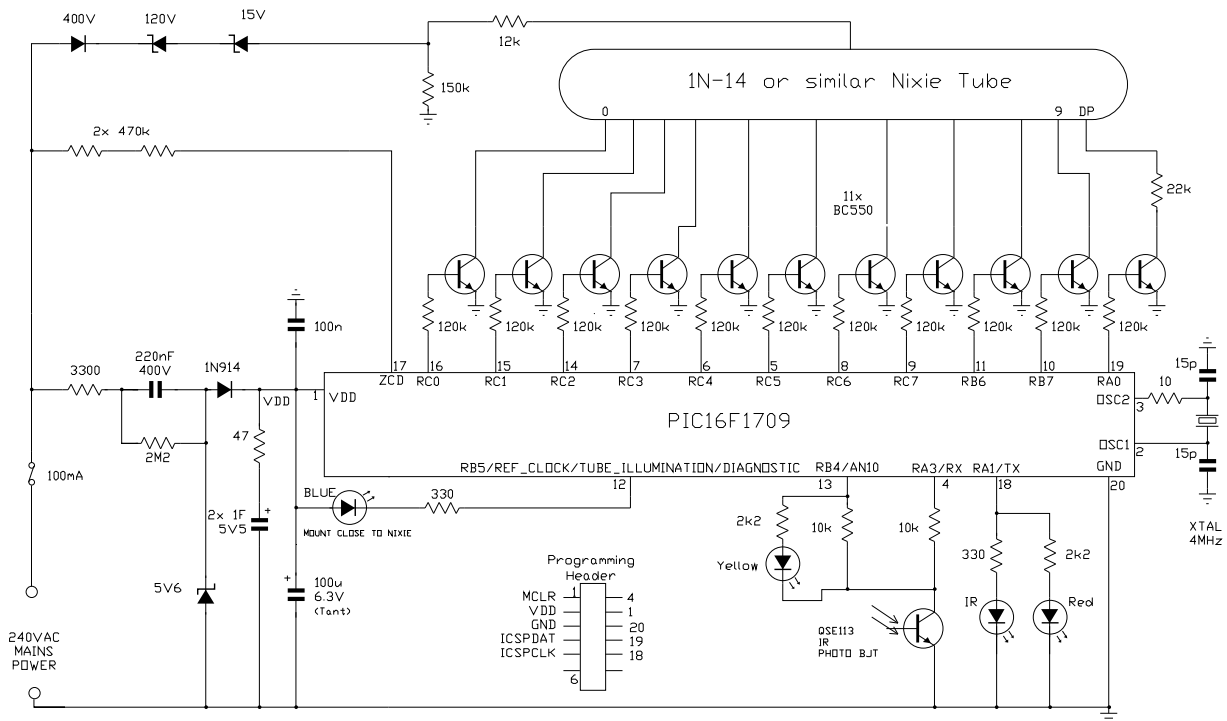 400V
120V
15V
12k
150k
1N-14 or similar Nixie Tube
0
9 DP
2x 470k
11x
BC550
22k
100n
120k
120k
120k
120k
120k
120k
120k
120k
120k
120k
120k
3300
220nF
400V
1N914
VDD
1
VDD
17
ZCD
16
RC0
15
RC1
14
RC2
7
RC3
6
RC4
5
RC5
8
RC6
9
RC7
11
RB6
10
RB7
19
RA0
15p
OSC2
3
10
PIC16F1709
OSC1
2
15p
XTAL
4MHz
2M2
47
100mA
RB5/REF_CLOCK/TUBE_ILLUMINATION/DIAGNOSTIC
12
RB4/AN10
13
RA3/RX
4
RA1/TX
18
GND
20
BLUE
330
MOUNT CLOSE TO NIXIE
2x 1F
5V5
+
2k2
10k
10k
330
2k2
Yellow
IR
Red
QSE113
IR
PHOTO BJT
5V6
+
100u
6.3V
(Tant)
Programming
Header
MCLR
1
4
VDD
1
GND
20
ICSPDAT
19
ICSPCLK
18
6
240VAC
MAINS
POWER